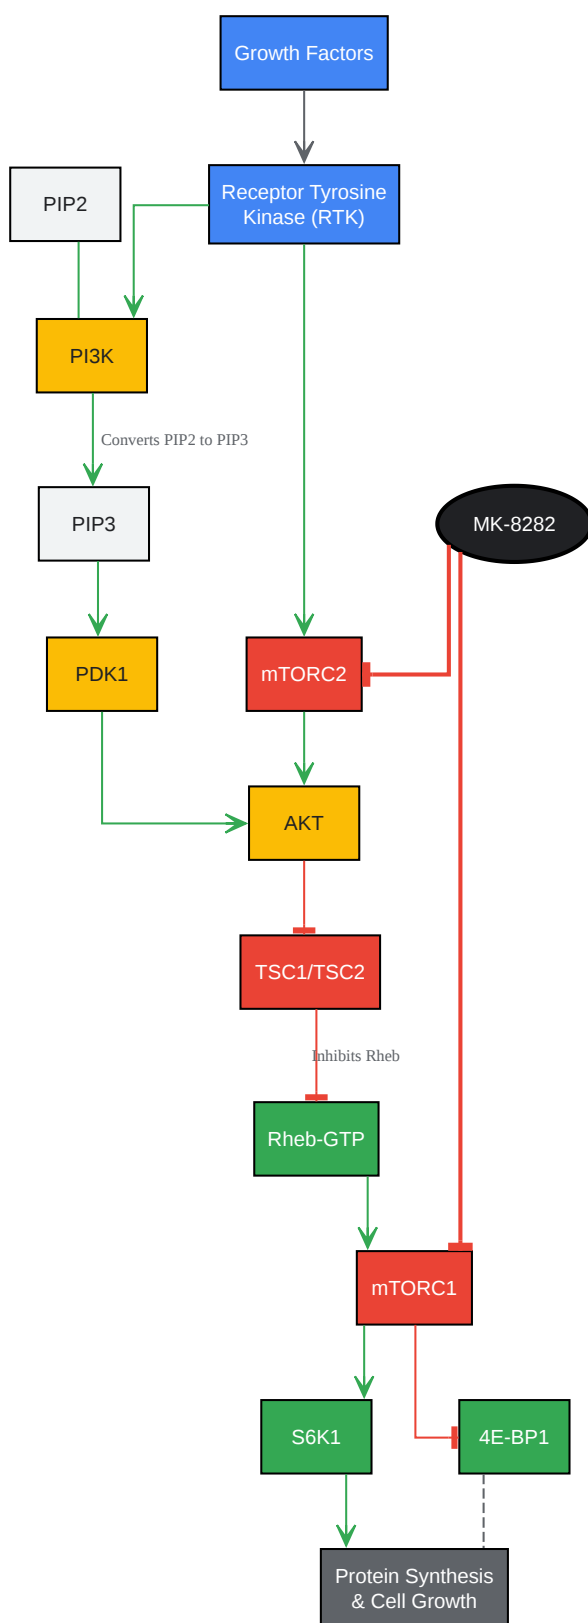 Growth Factors
PIP2
Receptor Tyrosine
Kinase (RTK)
PI3K
Converts PIP2 to PIP3
PIP3
MK-8282
PDK1
mTORC2
AKT
TSC1/TSC2
Inhibits Rheb
Rheb-GTP
mTORC1
S6K1
4E-BP1
Protein Synthesis
& Cell Growth